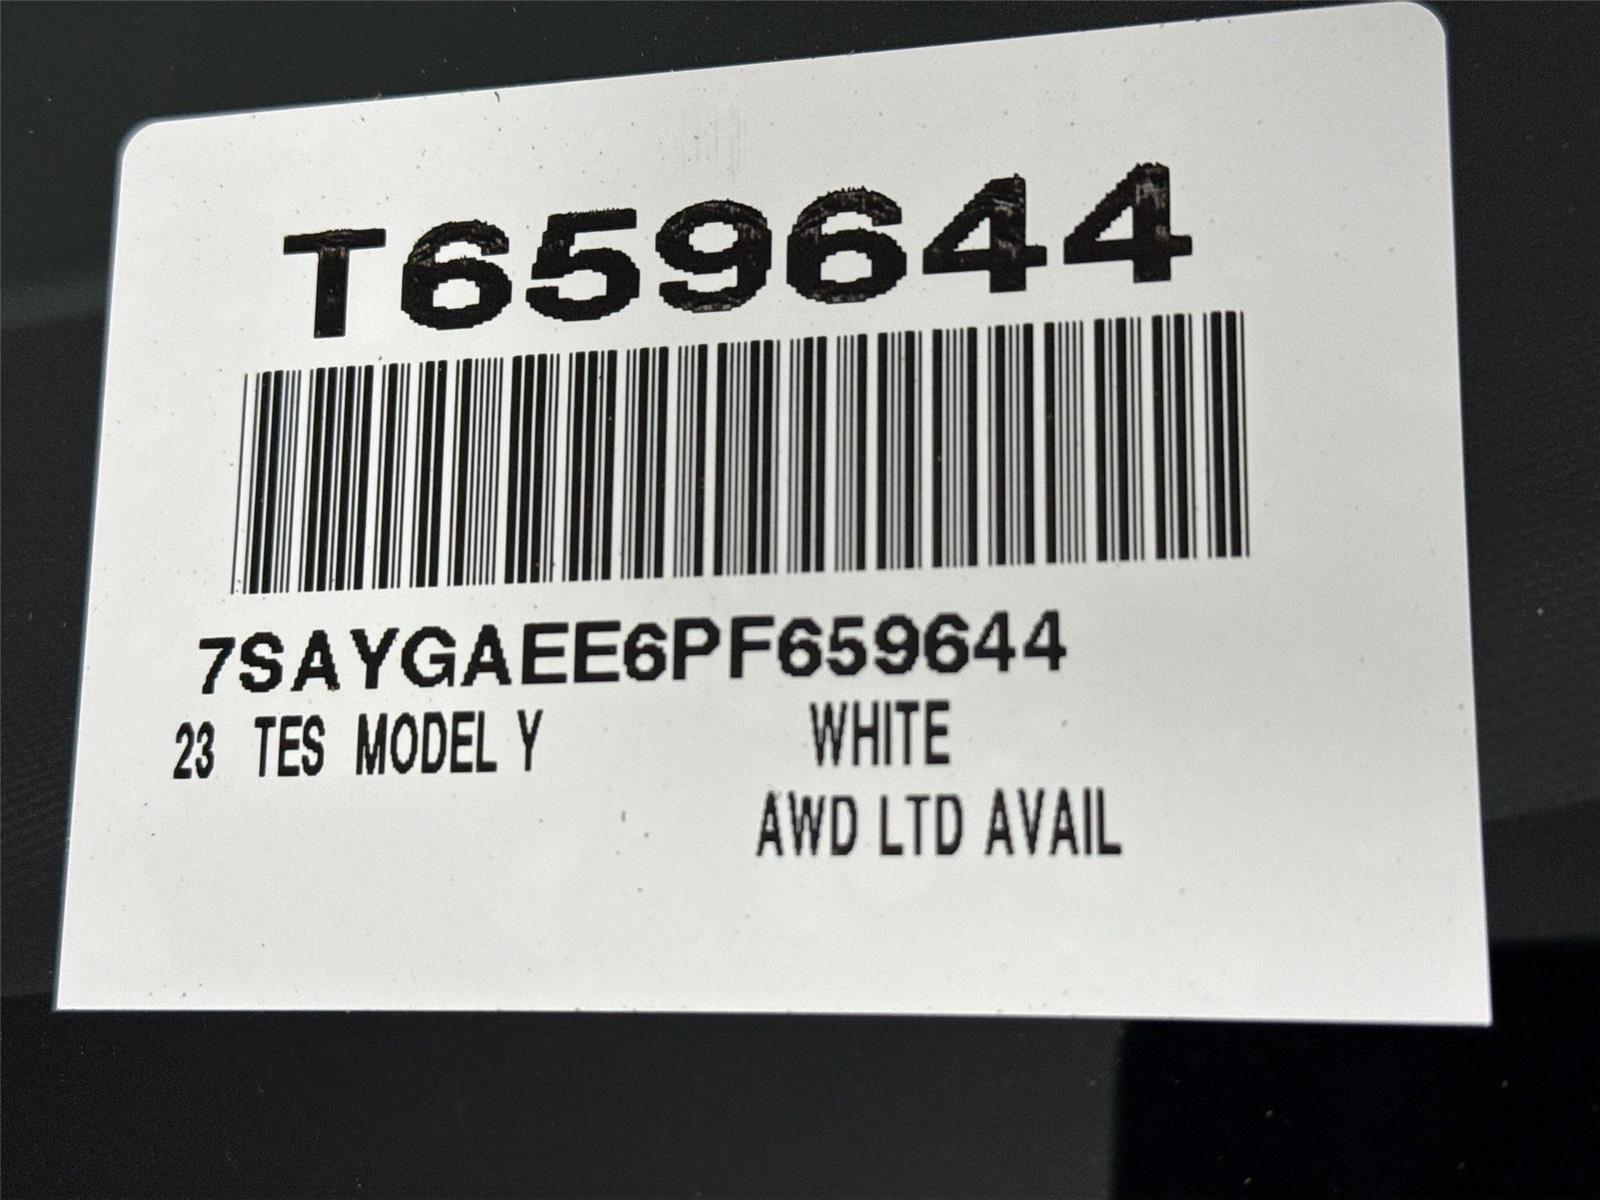 T659644
7SAYGAEE6PF659644
23 TES MODEL Y WHITE
AWD LTD AVAIL